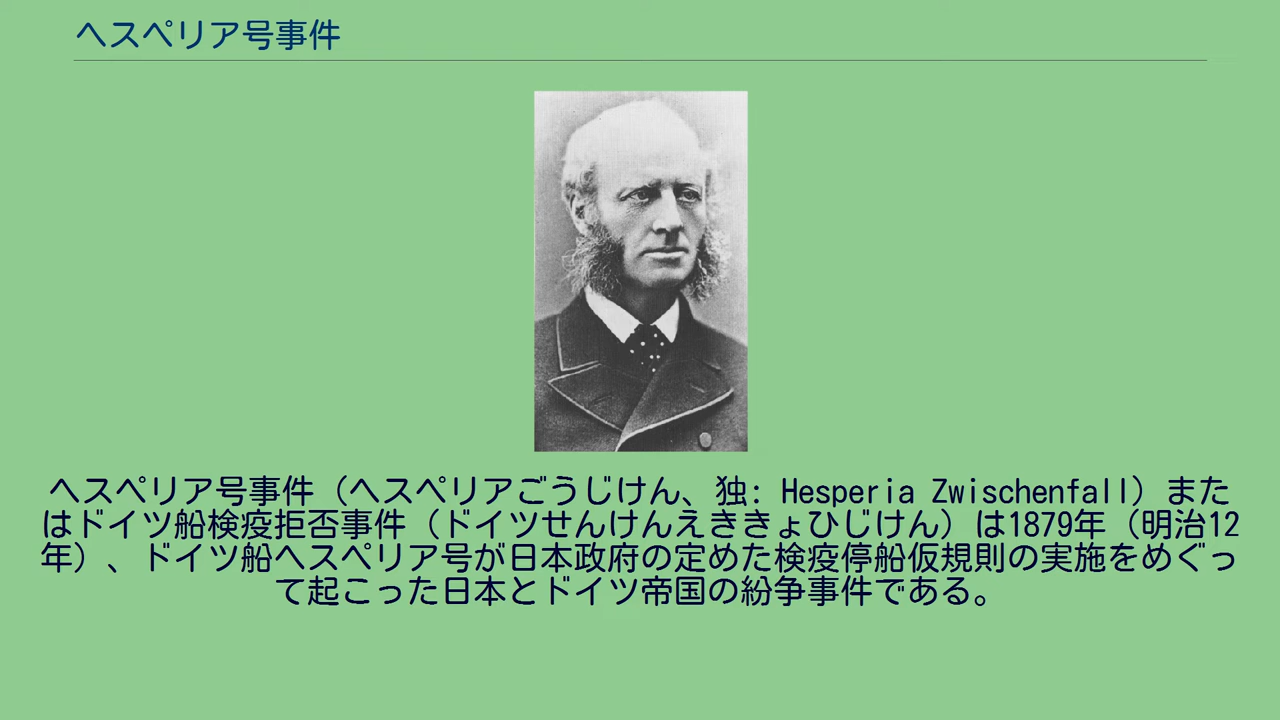 ヘスペリア号事件
ヘスペリア号事件（ヘスペリアごうじけん、独: Hesperia Zwischenfall）また
はドイツ船検疫拒否事件（ドイツせんけんえききょひじけん）は1879年（明治12
年）、ドイツ船ヘスペリア号が日本政府の定めた検疫停船仮規則の実施をめぐっ
て起こった日本とドイツ帝国の紛争事件である。